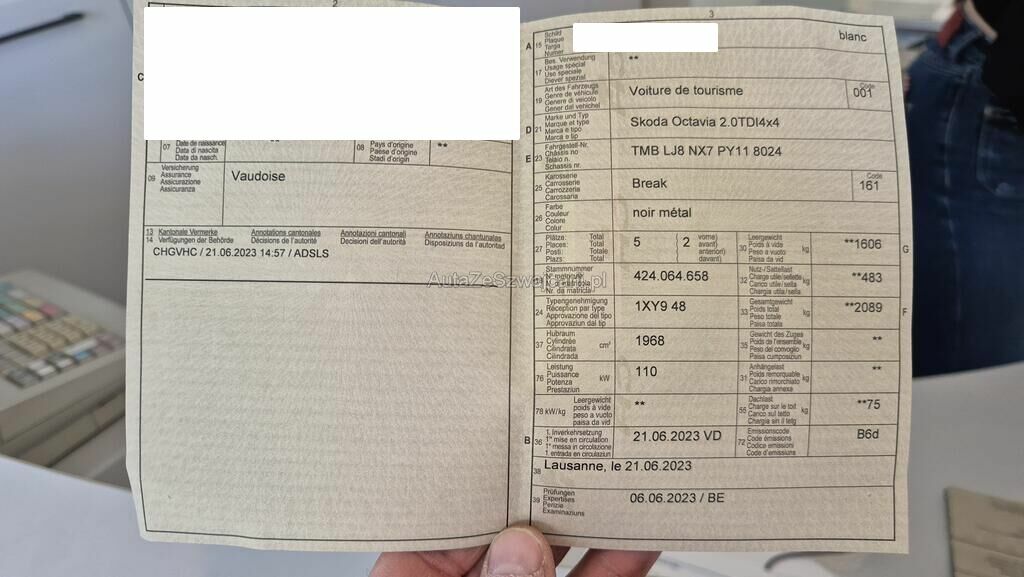 2
C
07 Date de naissance
Data di nascita
Data da nasch.
08 Pays d'origine
Paese d'origine
Stadi d'origin
**
09 Versicherung
Assurance
Assicurazione
Assicuranza
Vaudoise
13 Kantonale Vermerke Annotations cantonales Annotazioni cantonali Annotaziuns chantunalas
14 Verfügungen der Behörde Décisions de l'autorité Decisioni dell'autorità Disposiziuns da l'autoritad
CHGVHC / 21.06.2023 14:57 / ADSLS
AutaZeSzwajcarii.pl
3
A 15 Schild
Plaque
Targa
Numer
blanc
17 Bes. Verwendung
Usage spécial
Uso speciale
Diever spezial
**
19 Art des Fahrzeugs
Genre de véhicule
Genere di veicolo
Gener dal vehichel
Voiture de tourisme
Code
001
D 21 Marke und Typ
Marque et type
Marca e tipo
Marca e tip
Skoda Octavia 2.0TDI4x4
E 23 Fahrgestell-Nr.
Châssis no
Telaio n.
Schassis nr.
TMB LJ8 NX7 PY11 8024
25 Karosserie
Carrosserie
Carrozzeria
Carossaria
Break
Code
161
26 Farbe
Couleur
Colore
Colur
noir métal
27 Plätze: Total
Places: Total
Posti: Totale
Plazs: Total
5 ( 2 vorne)
avant)
anteriori)
davant)
30 Leergewicht
Poids à vide
Peso a vuoto
Paisa da vid
kg
**1606
G
Stammnummer
Nr. da matricla
424.064.658
32 Nutz-/Sattellast
Charge utile/sellette
Carico utile/sella
Chargia utila/sella
kg
**483
24 Typengenehmigung
Réception par type
Approvazione del tipo
Approvaziun dal tip
1XY9 48
33 Gesamtgewicht
Poids total
Peso totale
Paisa totala
kg
**2089
F
37 Hubraum
Cylindrée
Cilindrata
Cilindrada
cm³
1968
35 Gewicht des Zuges
Poids de l'ensemble
Peso del convoglio
Paisa cumposiziun
kg
**
76 Leistung
Puissance
Potenza
Prestaziun
kW
110
31 Anhängelast
Poids remorquable
Carico rimorchiato
Chargia annexa
kg
**
78 kW/kg Leergewicht
poids à vide
peso a vuoto
paisa da vid
**
55 Dachlast
Charge sur le toit
Carico sul tetto
Chargia sin il tetg
kg
**75
B 36 1. Inverkehrsetzung
1re mise en circulation
1a messa in circolazione
1. entrada en circulaziun
21.06.2023 VD
72 Emissionscode
Code émissions
Codice emissioni
Code d'emissiuns
B6d
38 Lausanne, le 21.06.2023
39 Prüfungen
Expertises
Perizie
Examinaziuns
06.06.2023 / BE